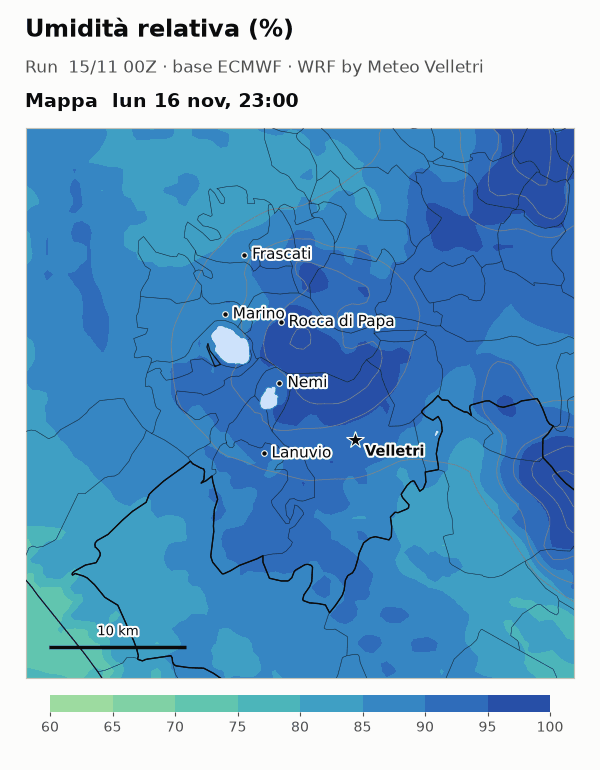 Umidità relativa (%)
Run  15/11 00Z · base ECMWF · WRF by Meteo Velletri
Mappa  lun 16 nov, 23:00
Frascati
Marino
Rocca di Papa
Nemi
Lanuvio
Velletri
10 km
60 65 70 75 80 85 90 95 100